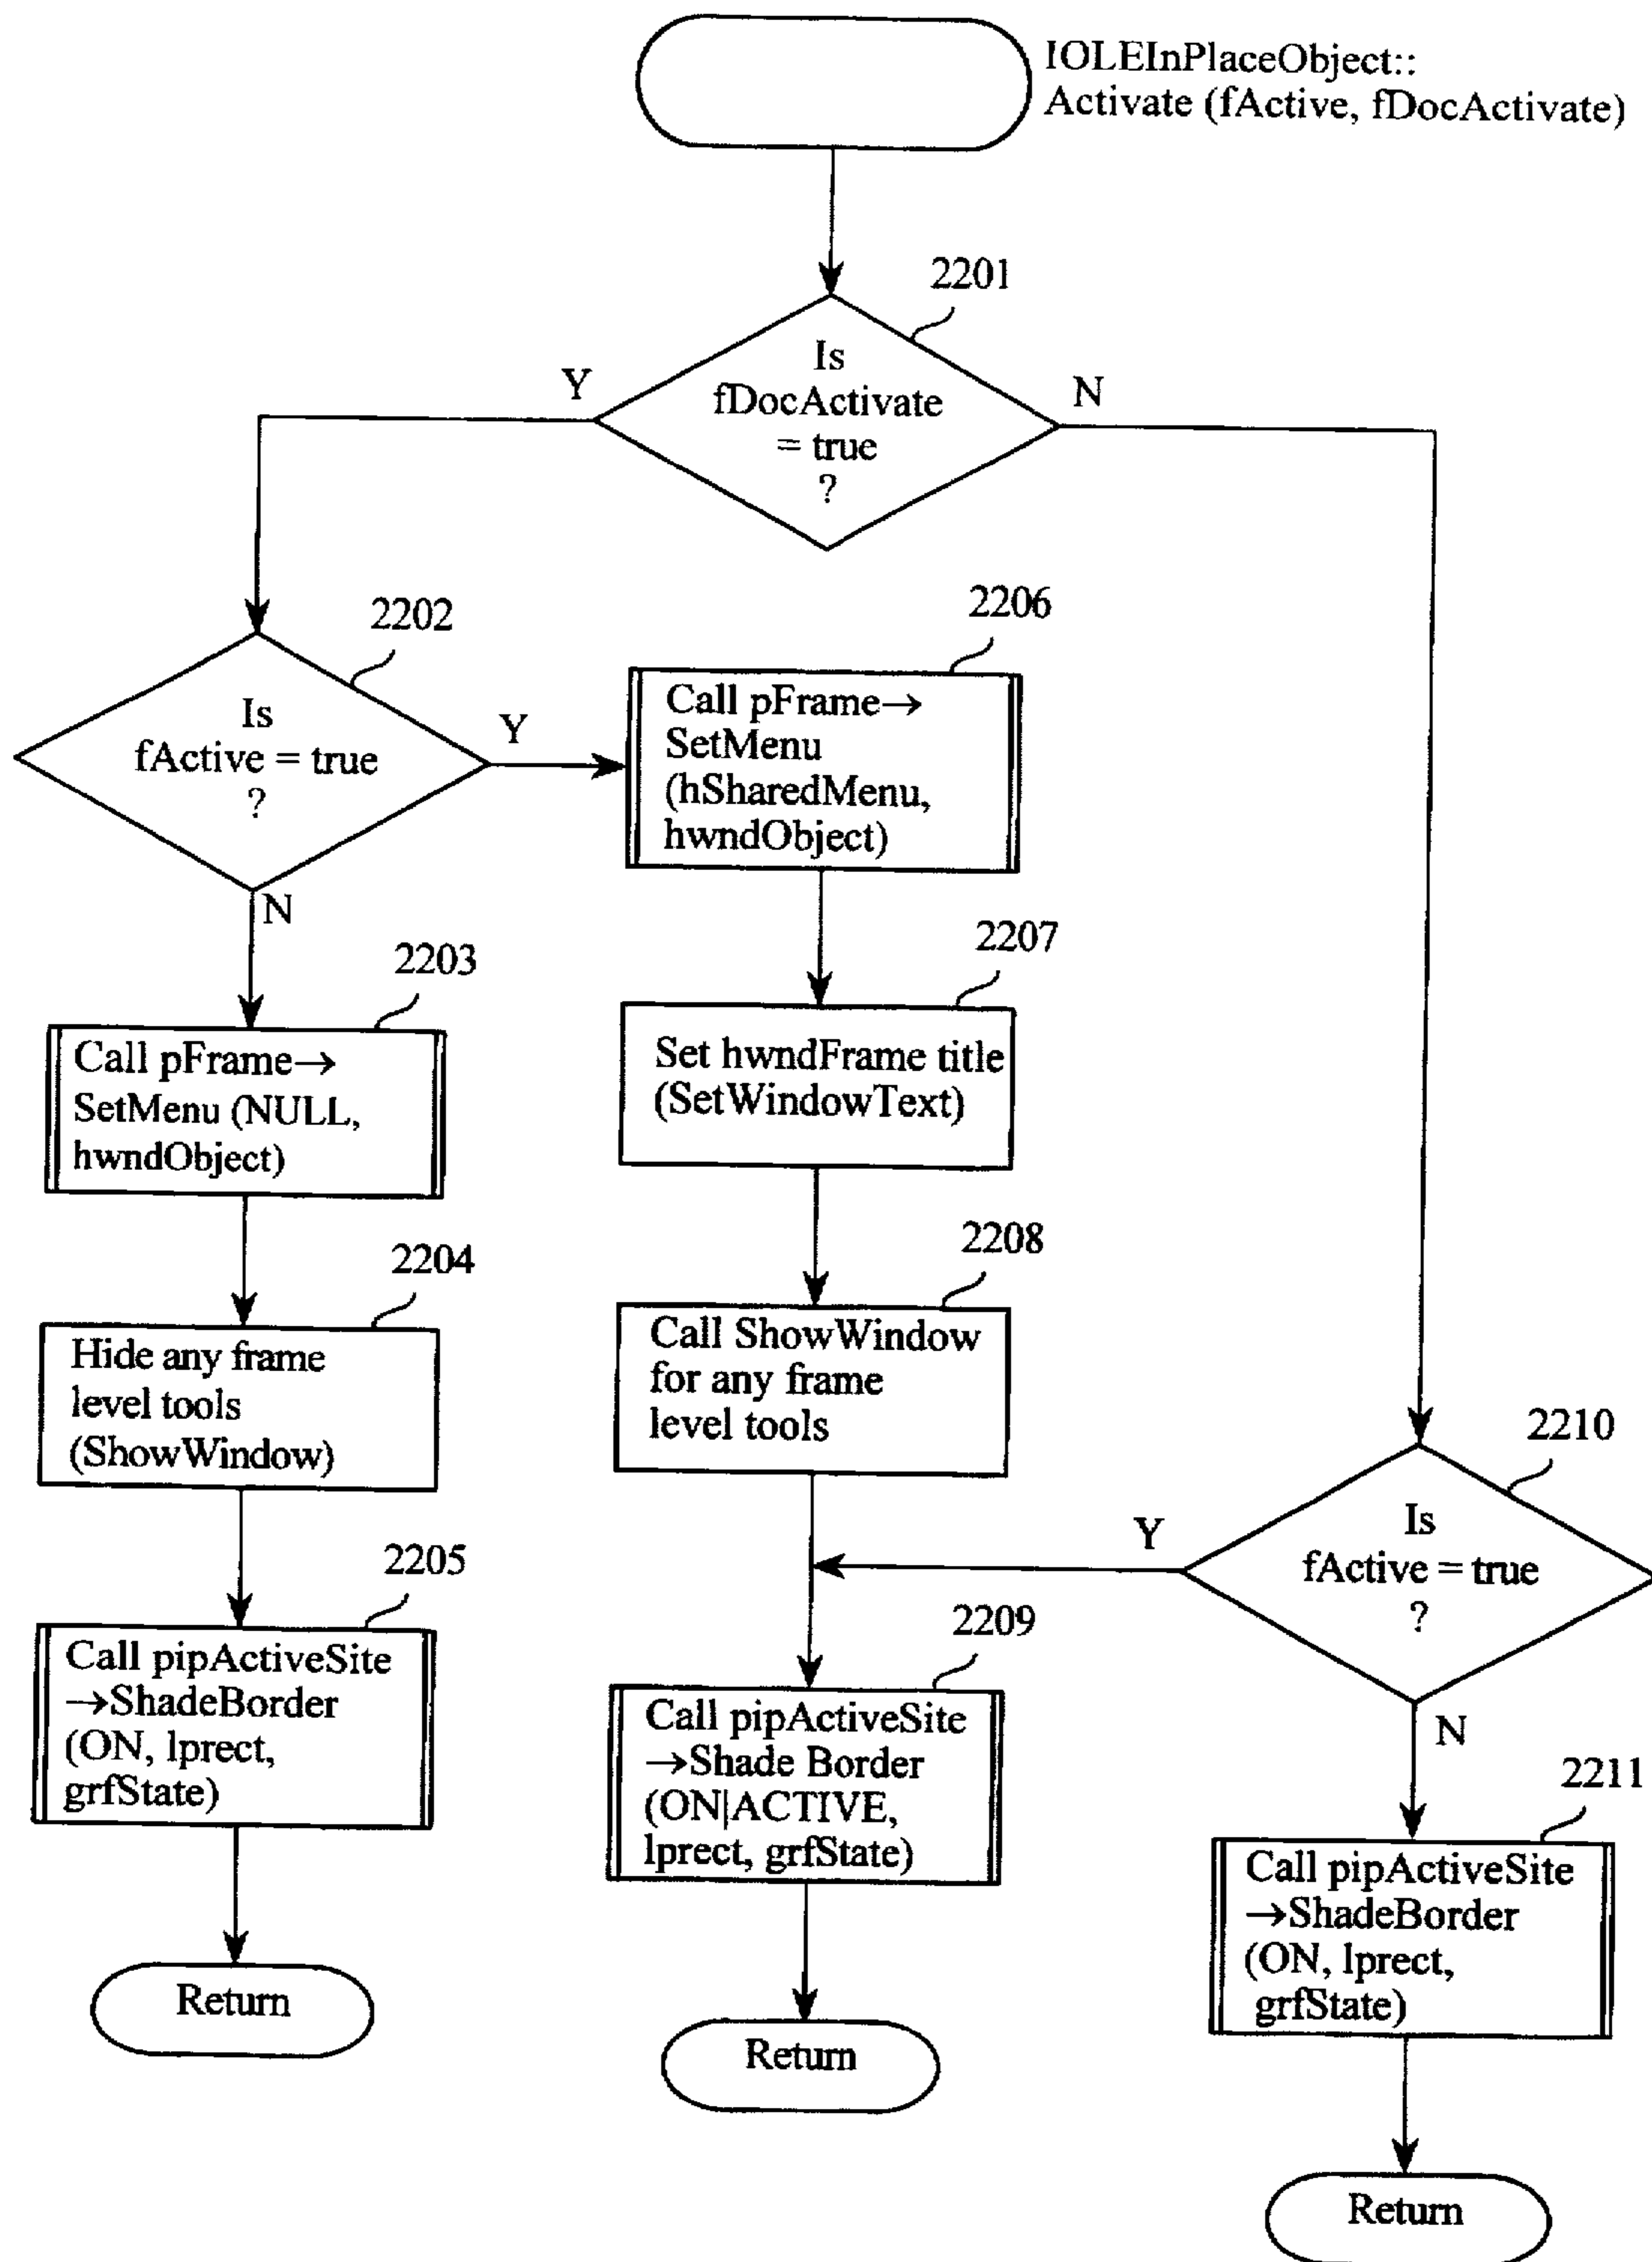 IOLEInPlaceObject::
Activate (fActive, fDocActivate)
2201
Is
fDocActivate
= true
?
Y
N
2202
Is
fActive = true
?
Y
N
2206
Call pFrame→
SetMenu
(hSharedMenu,
hwndObject)
2203
Call pFrame→
SetMenu (NULL,
hwndObject)
2207
Set hwndFrame title
(SetWindowText)
2204
Hide any frame
level tools
(ShowWindow)
2208
Call ShowWindow
for any frame
level tools
2210
Is
fActive = true
?
Y
N
2205
Call pipActiveSite
→ShadeBorder
(ON, lprect,
grfState)
2209
Call pipActiveSite
→Shade Border
(ON|ACTIVE,
lprect, grfState)
2211
Call pipActiveSite
→ShadeBorder
(ON, lprect,
grfState)
Return
Return
Return